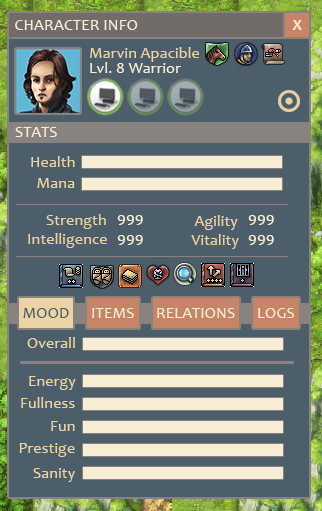 CHARACTER INFO X
Marvin Apacible
Lvl. 8 Warrior
STATS
Health
Mana
Strength 999 Agility 999
Intelligence 999 Vitality 999
MOOD ITEMS RELATIONS LOGS
Overall
Energy
Fullness
Fun
Prestige
Sanity